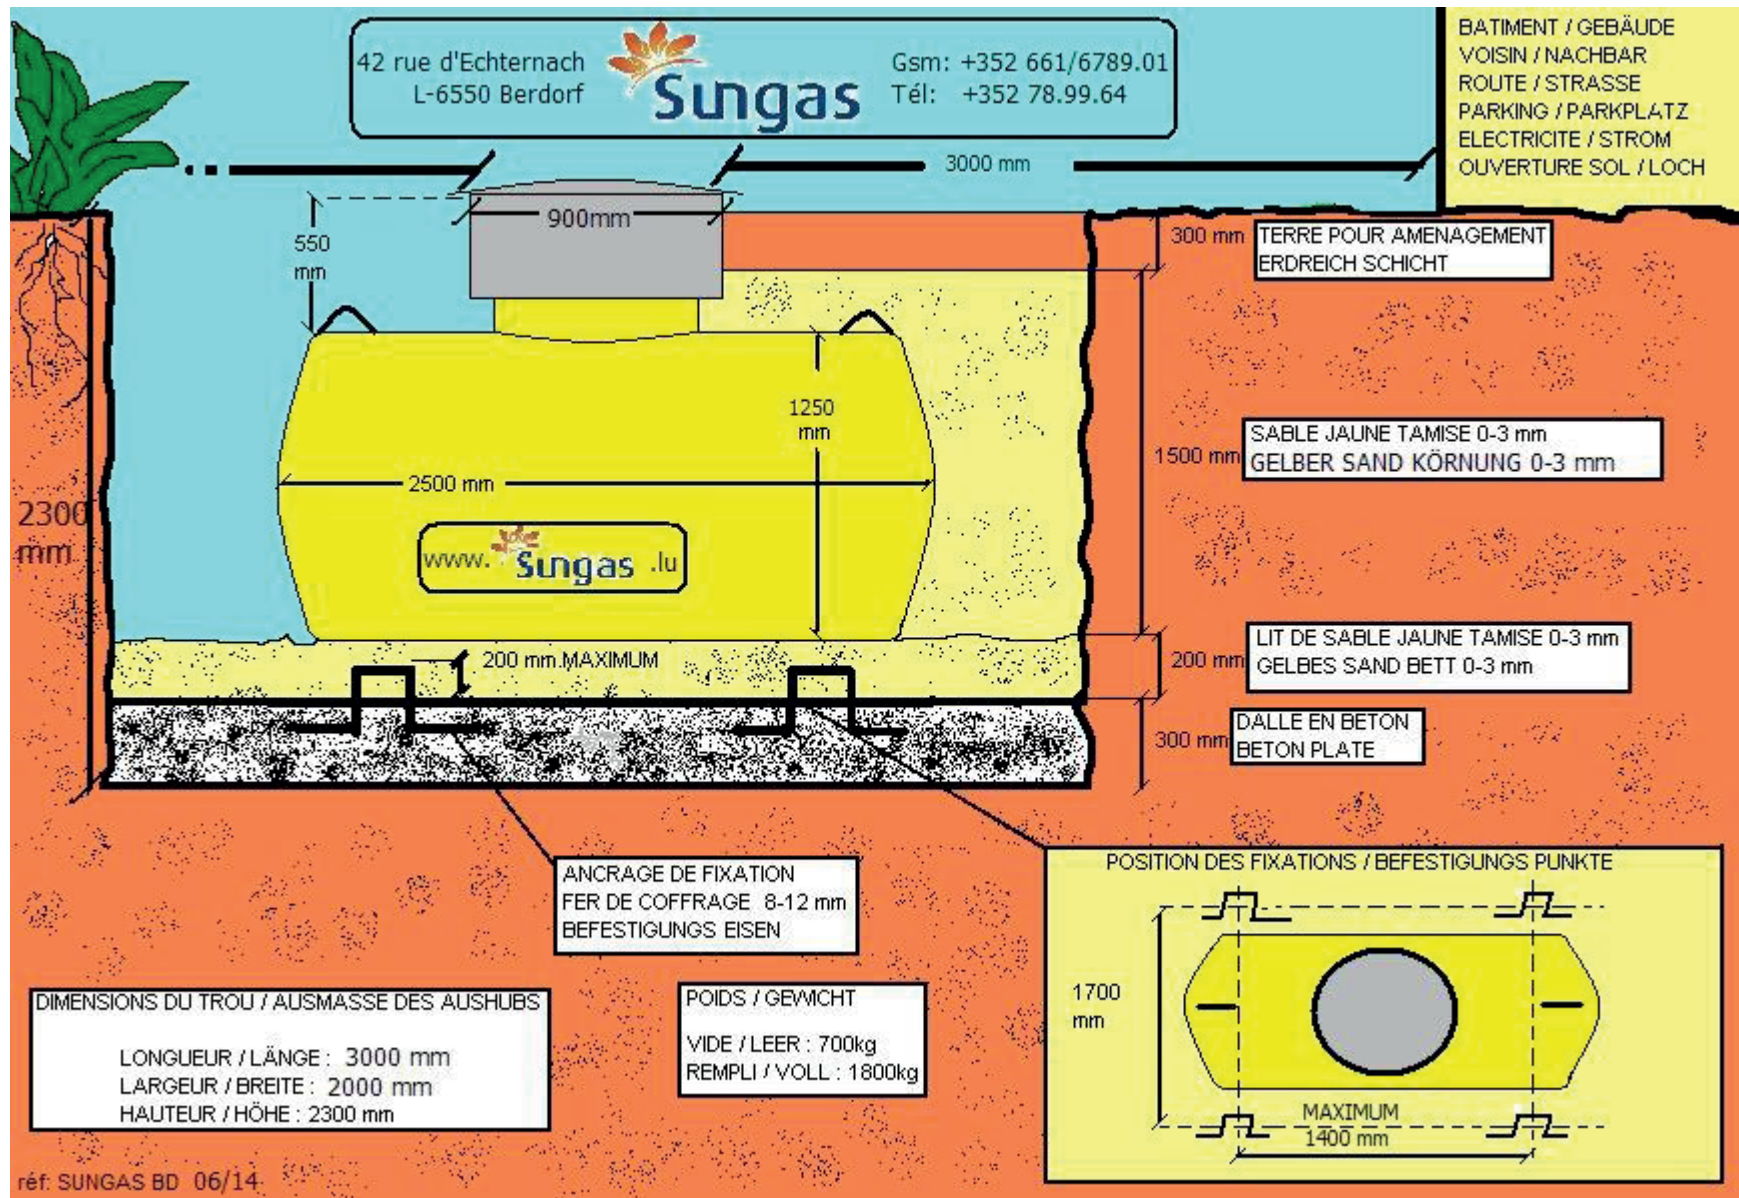 42 rue d'Echternach
L-6550 Berdorf
Sungas
Gsm: +352 661/6789.01
Tél: +352 78.99.64
BATIMENT / GEBÄUDE
VOISIN / NACHBAR
ROUTE / STRASSE
PARKING / PARKPLATZ
ELECTRICITE / STROM
OUVERTURE SOL / LOCH
3000 mm
900mm
550
mm
300 mm
TERRE POUR AMENAGEMENT
ERDREICH SCHICHT
1250
mm
2500 mm
1500 mm
SABLE JAUNE TAMISE 0-3 mm
GELBER SAND KÖRNUNG 0-3 mm
2300
mm
www. Sungas .lu
200 mm.MAXIMUM
200 mm
LIT DE SABLE JAUNE TAMISE 0-3 mm
GELBES SAND BETT 0-3 mm
300 mm
DALLE EN BETON
BETON PLATE
ANCRAGE DE FIXATION
FER DE COFFRAGE 8-12 mm
BEFESTIGUNGS EISEN
POSITION DES FIXATIONS / BEFESTIGUNGS PUNKTE
1700
mm
MAXIMUM
1400 mm
DIMENSIONS DU TROU / AUSMASSE DES AUSHUBS
LONGUEUR / LÄNGE : 3000 mm
LARGEUR / BREITE : 2000 mm
HAUTEUR / HÖHE : 2300 mm
POIDS / GEWICHT
VIDE / LEER : 700kg
REMPLI / VOLL : 1800kg
réf: SUNGAS BD 06/14